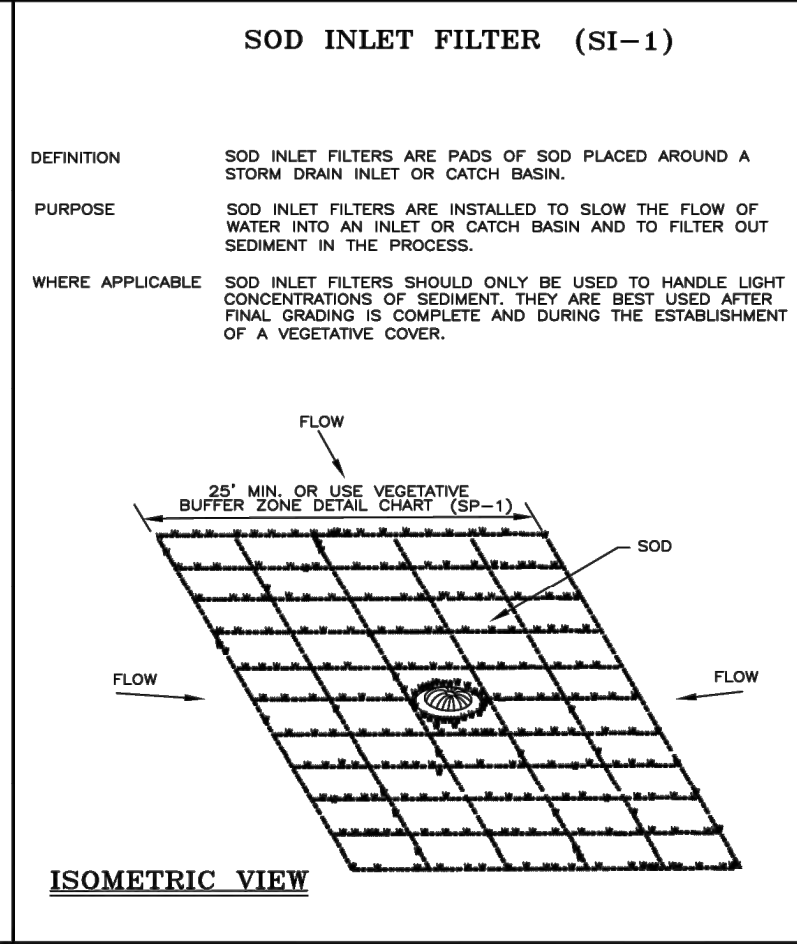 SOD INLET FILTER (SI-1)
DEFINITION SOD INLET FILTERS ARE PADS OF SOD PLACED AROUND A
STORM DRAIN INLET OR CATCH BASIN.
PURPOSE SOD INLET FILTERS ARE INSTALLED TO SLOW THE FLOW OF
WATER INTO AN INLET OR CATCH BASIN AND TO FILTER OUT
SEDIMENT IN THE PROCESS.
WHERE APPLICABLE SOD INLET FILTERS SHOULD ONLY BE USED TO HANDLE LIGHT
CONCENTRATIONS OF SEDIMENT. THEY ARE BEST USED AFTER
FINAL GRADING IS COMPLETE AND DURING THE ESTABLISHMENT
OF A VEGETATIVE COVER.
FLOW
25' MIN. OR USE VEGETATIVE
BUFFER ZONE DETAIL CHART (SP-1)
SOD
FLOW
FLOW
ISOMETRIC VIEW